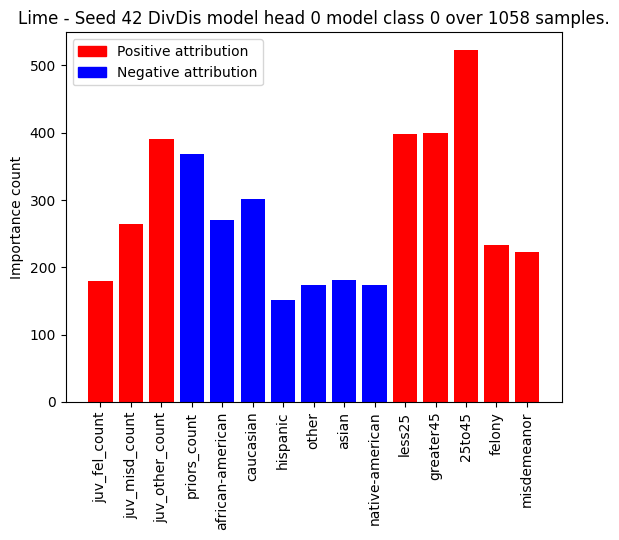 Lime - Seed 42 DivDis model head 0 model class 0 over 1058 samples.
Positive attribution
Negative attribution
Importance count
500
400
300
200
100
0
juv_fel_count
juv_misd_count
juv_other_count
priors_count
african-american
caucasian
hispanic
other
asian
native-american
less25
greater45
25to45
felony
misdemeanor